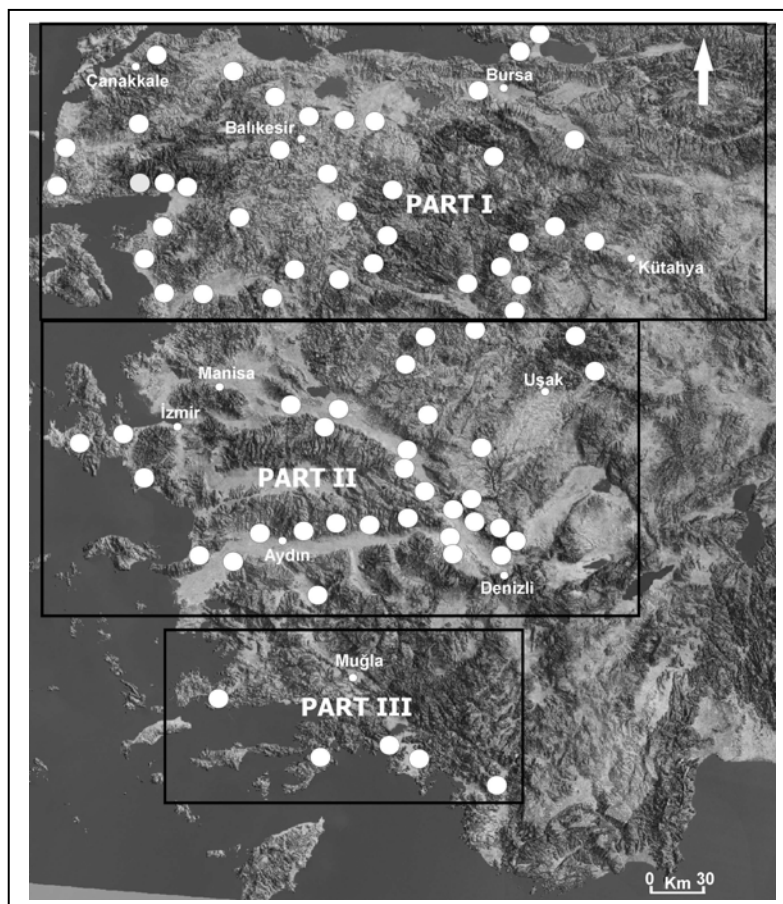 Çanakkale
Bursa
Balıkesir
PART I
Kütahya
Manisa
Uşak
İzmir
PART II
Aydın
Denizli
Muğla
PART III
0 Km 30